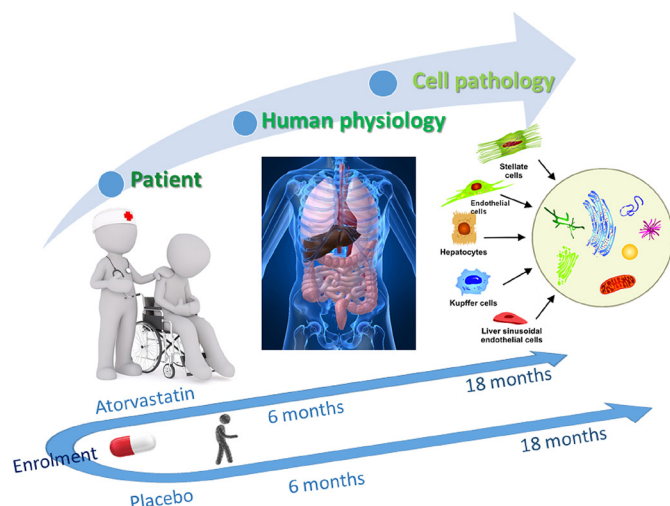 Cell pathology
Human physiology
Patient
Stellate
cells
Endothelial
cells
Hepatocytes
Kupffer cells
Liver sinusoidal
endothelial cells
Atorvastatin
6 months
18 months
Enrolment
Placebo
6 months
18 months